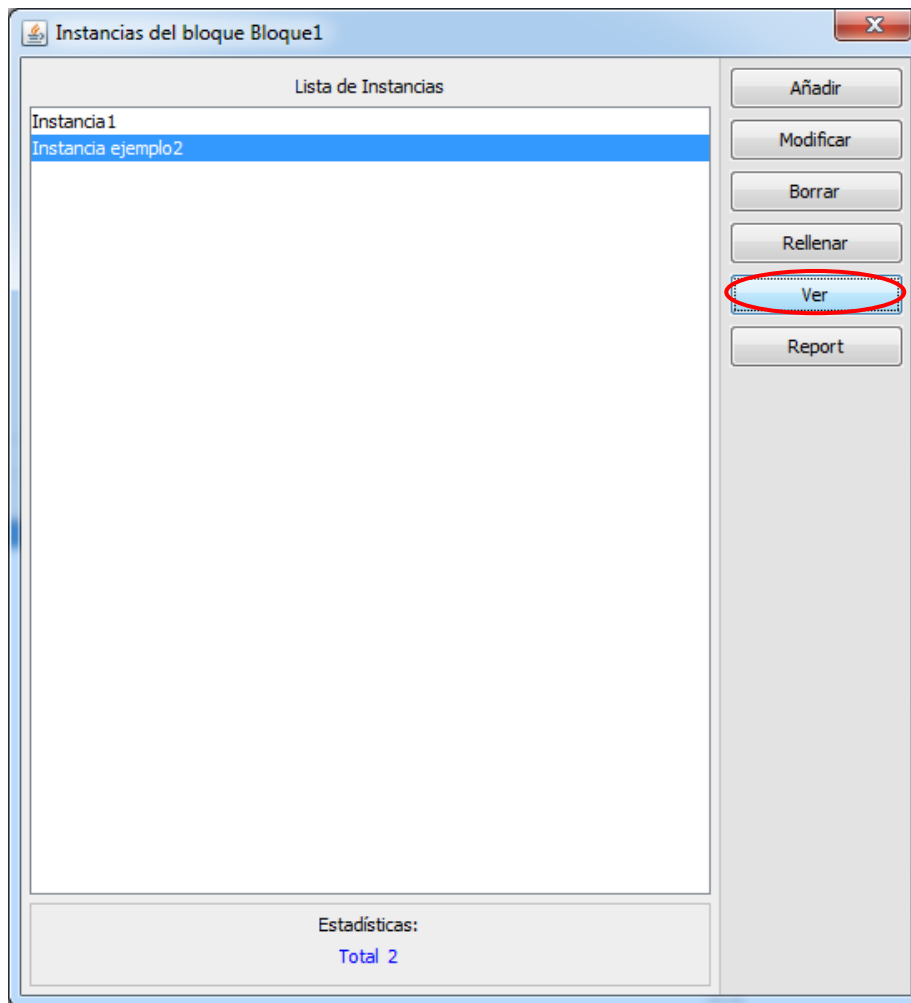 Instancias del bloque Bloque1
Lista de Instancias
Instancia1
Instancia ejemplo2
Añadir
Modificar
Borrar
Rellenar
Ver
Report
Estadísticas:
Total 2